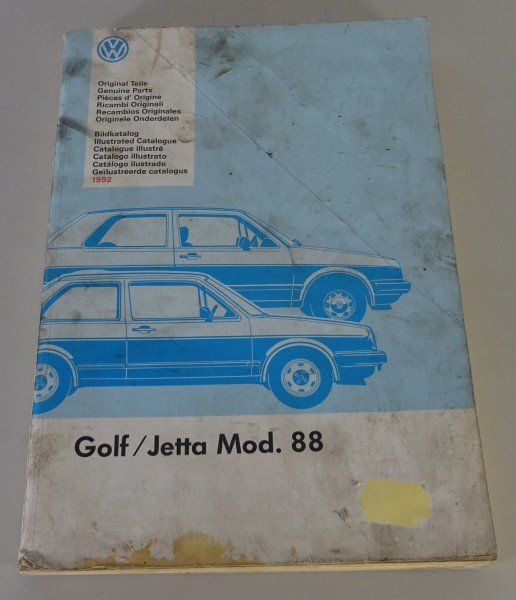 Original Teile
Genuine Parts
Pièces d' Origine
Ricambi Originali
Recambios Originales
Originele Onderdelen
Bildkatalog
Illustrated Catalogue
Catalogue illustré
Catalogo illustrato
Catálogo ilustrado
Geïllustreerde catalogus
1992
Golf/Jetta Mod. 88